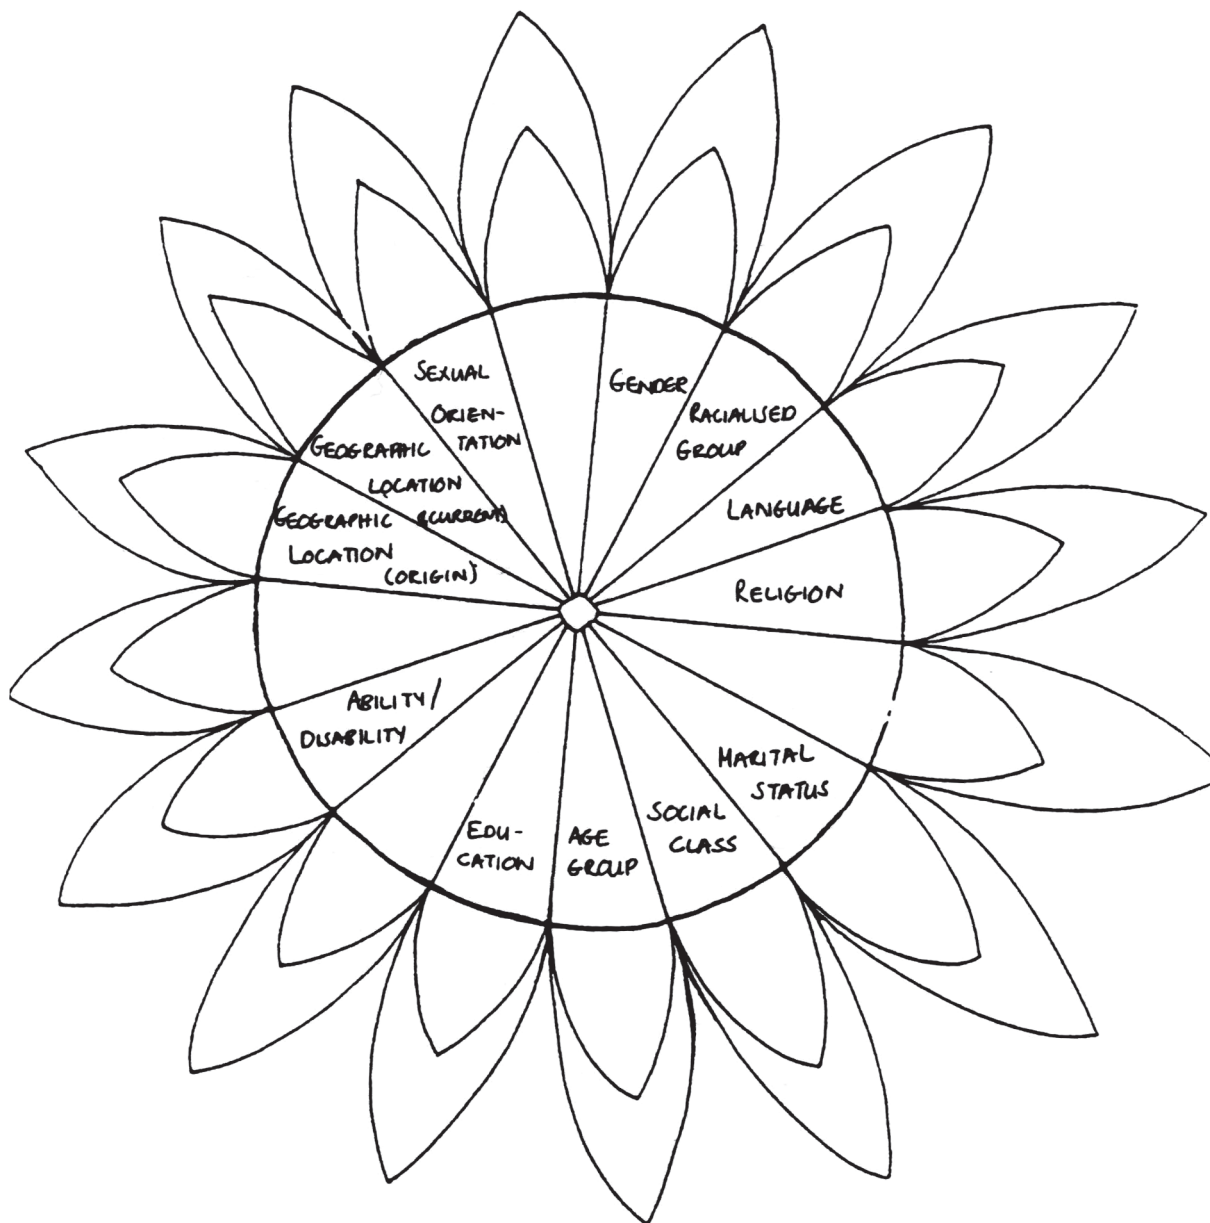 GENDER
RACIALISED
GROUP
LANGUAGE
RELIGION
MARITAL
STATUS
SOCIAL
CLASS
AGE
GROUP
EDU-
CATION
ABILITY/
DISABILITY
GEOGRAPHIC
LOCATION
(ORIGIN)
GEOGRAPHIC
LOCATION
(CURRENT)
SEXUAL
ORIEN-
TATION